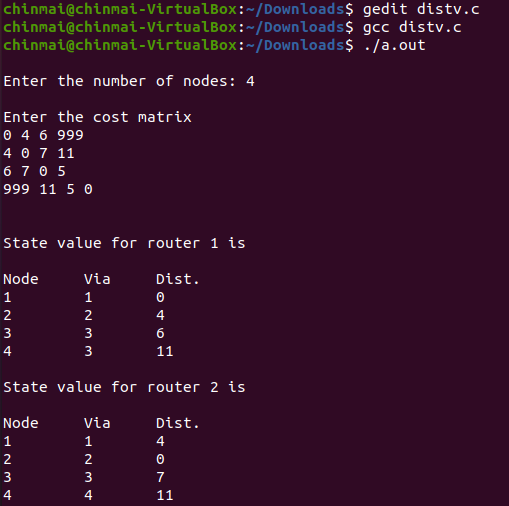 chinmai@chinmai-VirtualBox:~/Downloads$ gedit distv.c
chinmai@chinmai-VirtualBox:~/Downloads$ gcc distv.c
chinmai@chinmai-VirtualBox:~/Downloads$ ./a.out
Enter the number of nodes: 4
Enter the cost matrix
0 4 6 999
4 0 7 11
6 7 0 5
999 11 5 0
State value for router 1 is
Node Via Dist.
1 1 0
2 2 4
3 3 6
4 3 11
State value for router 2 is
Node Via Dist.
1 1 4
2 2 0
3 3 7
4 4 11